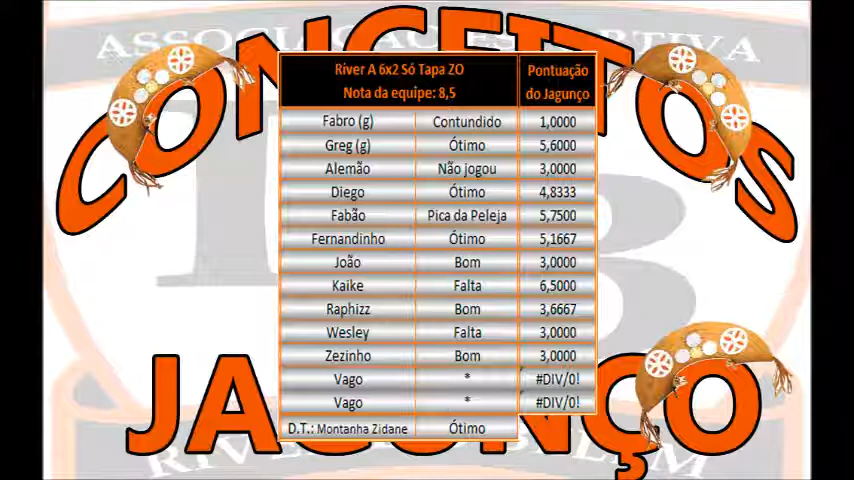 ASSOCIAÇÃO ESPORTIVA
CONCEITOS
River A 6x2 Só Tapa ZO
Nota da equipe: 8,5
Pontuação
do Jagunço
Fabro (g) Contundido 1,0000
Greg (g) Ótimo 5,6000
Alemão Não jogou 3,0000
Diego Ótimo 4,8333
Fabão Pica da Peleja 5,7500
Fernandinho Ótimo 5,1667
João Bom 3,0000
Kaike Falta 6,5000
Raphizz Bom 3,6667
Wesley Falta 3,0000
Zezinho Bom 3,0000
Vago * #DIV/0!
Vago * #DIV/0!
D.T.: Montanha Zidane Ótimo
JAGUNÇO